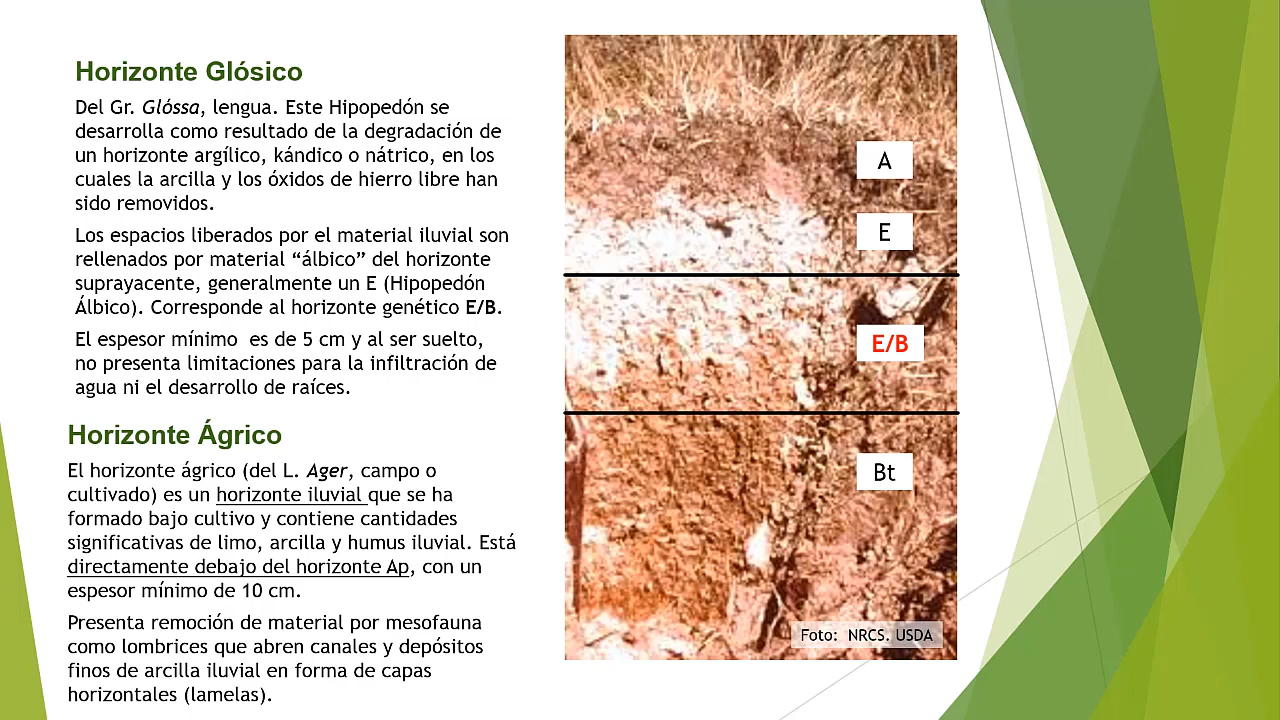 Horizonte Glósico
Del Gr. Glóssa, lengua. Este Hipopedón se
desarrolla como resultado de la degradación de
un horizonte argílico, kándico o nátrico, en los
cuales la arcilla y los óxidos de hierro libre han
sido removidos.
Los espacios liberados por el material iluvial son
rellenados por material “álbico” del horizonte
suprayacente, generalmente un E (Hipopedón
Álbico). Corresponde al horizonte genético E/B.
El espesor mínimo  es de 5 cm y al ser suelto,
no presenta limitaciones para la infiltración de
agua ni el desarrollo de raíces.
Horizonte Ágrico
El horizonte ágrico (del L. Ager, campo o
cultivado) es un horizonte iluvial que se ha
formado bajo cultivo y contiene cantidades
significativas de limo, arcilla y humus iluvial. Está
directamente debajo del horizonte Ap, con un
espesor mínimo de 10 cm.
Presenta remoción de material por mesofauna
como lombrices que abren canales y depósitos
finos de arcilla iluvial en forma de capas
horizontales (lamelas).
A
E
E/B
Bt
Foto:  NRCS. USDA